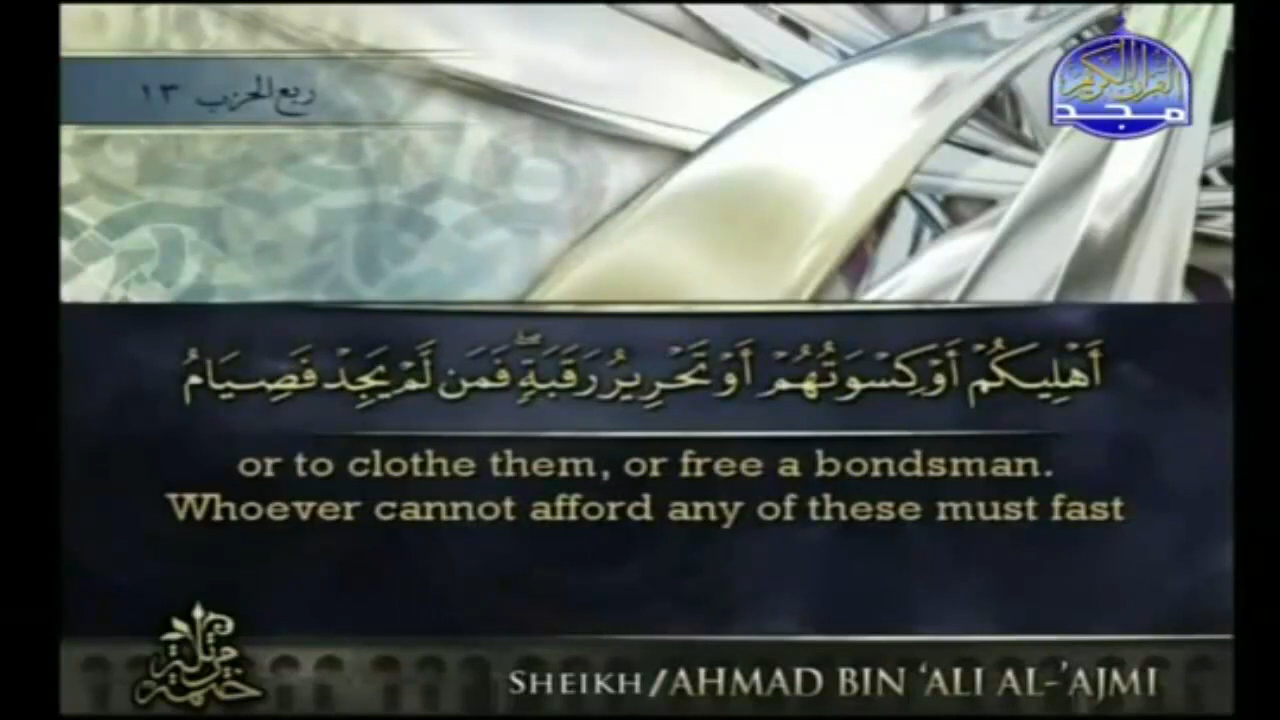 ربع الحزب ١٣
القرآن الكريم
مجد
أَهْلِيكُمْ أَوْ كِسْوَتُهُمْ أَوْ تَحْرِيرُ رَقَبَةٍ ۖ فَمَن لَّمْ يَجِدْ فَصِيَامُ
or to clothe them, or free a bondsman.
Whoever cannot afford any of these must fast
ختمة مرتلة
SHEIKH/AHMAD BIN ‘ALI AL-’AJMI